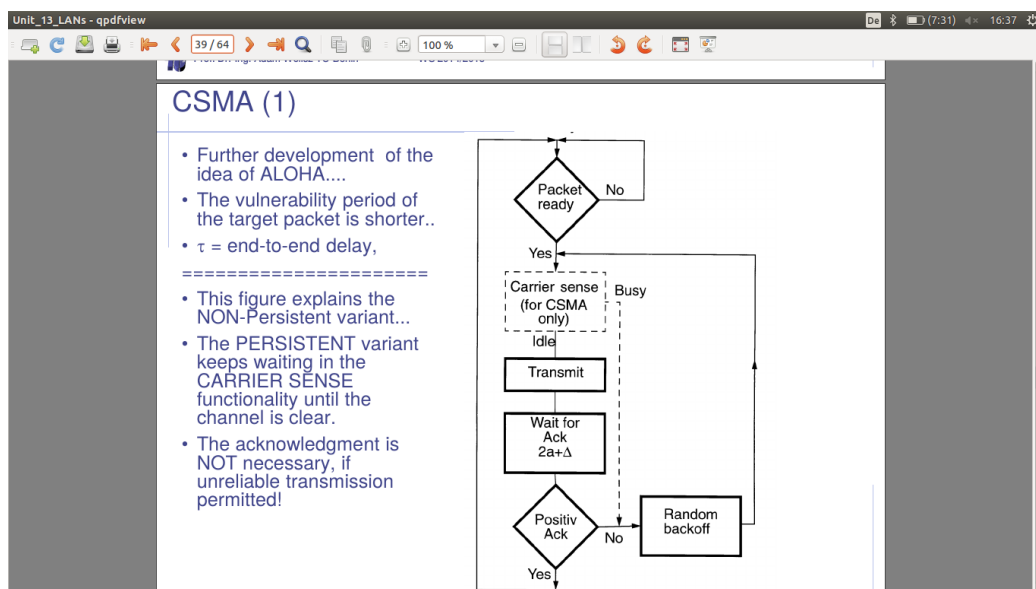 Unit_13_LANs - qpdfview
De
(7:31)
16:37
39 / 64
100 %
CSMA (1)
• Further development of the
idea of ALOHA....
• The vulnerability period of
the target packet is shorter..
• τ = end-to-end delay,
======================
• This figure explains the
NON-Persistent variant...
• The PERSISTENT variant
keeps waiting in the
CARRIER SENSE
functionality until the
channel is clear.
• The acknowledgment is
NOT necessary, if
unreliable transmission
permitted!
Packet
ready
No
Yes
Carrier sense
(for CSMA
only)
Busy
Idle
Transmit
Wait for
Ack
2a+Δ
Positiv
Ack
No
Random
backoff
Yes